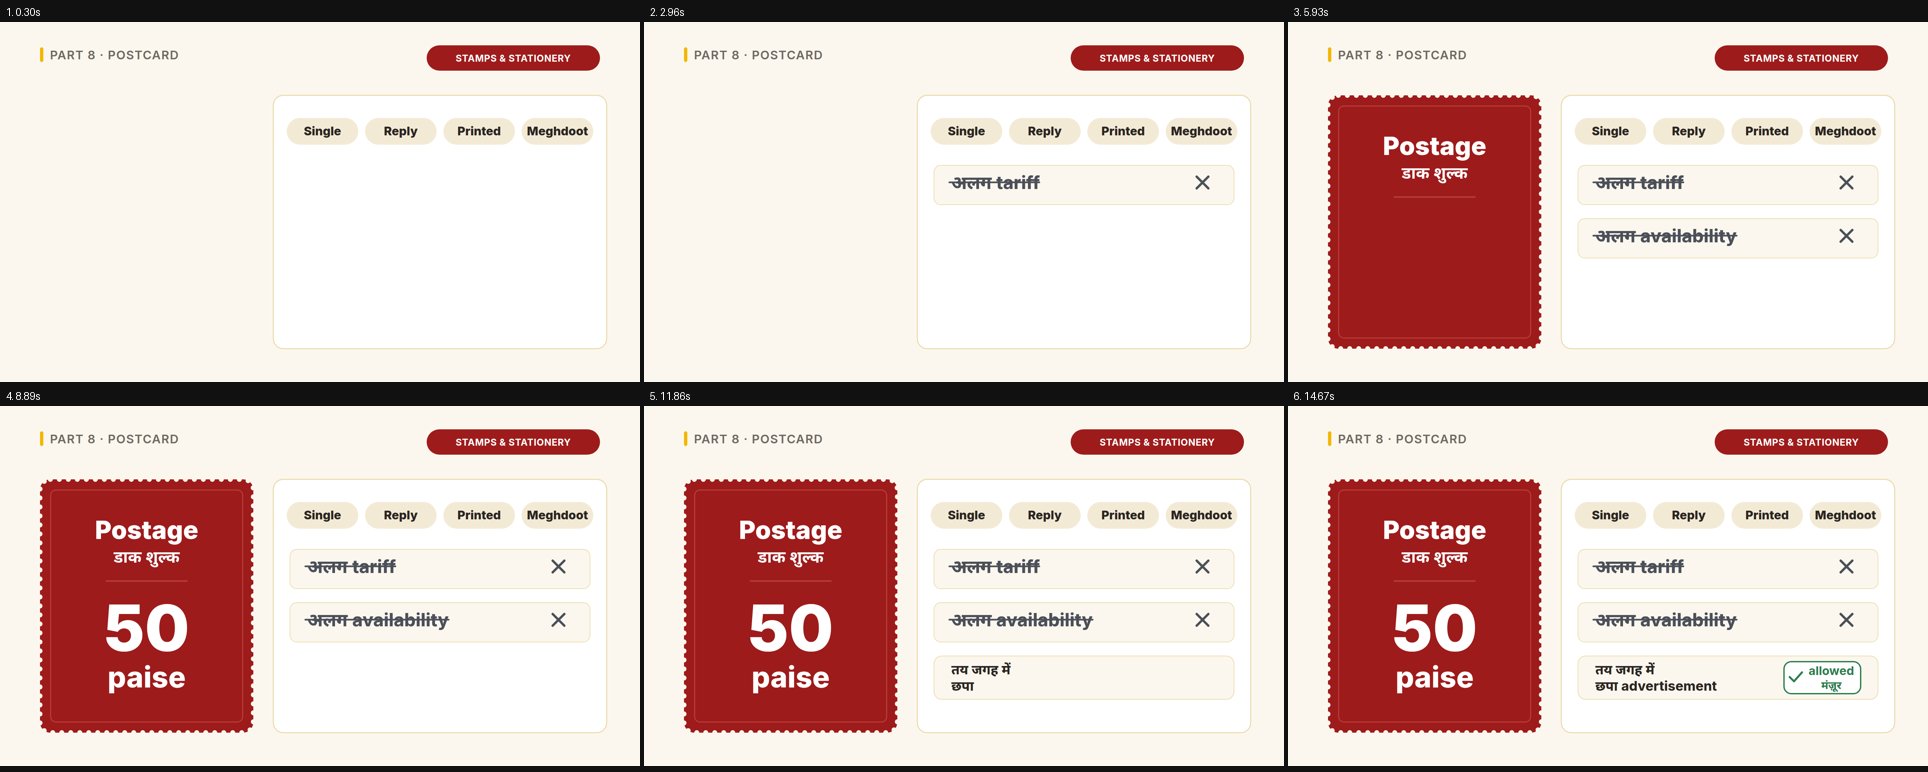 1. 0.30s
PART 8 · POSTCARD
STAMPS & STATIONERY
Single Reply Printed Meghdoot
2. 2.96s
PART 8 · POSTCARD
STAMPS & STATIONERY
Single Reply Printed Meghdoot
अलग tariff ✕
3. 5.93s
PART 8 · POSTCARD
STAMPS & STATIONERY
Postage
डाक शुल्क
Single Reply Printed Meghdoot
अलग tariff ✕
अलग availability ✕
4. 8.89s
PART 8 · POSTCARD
STAMPS & STATIONERY
Postage
डाक शुल्क
50
paise
Single Reply Printed Meghdoot
अलग tariff ✕
अलग availability ✕
5. 11.86s
PART 8 · POSTCARD
STAMPS & STATIONERY
Postage
डाक शुल्क
50
paise
Single Reply Printed Meghdoot
अलग tariff ✕
अलग availability ✕
तय जगह में
छपा
6. 14.67s
PART 8 · POSTCARD
STAMPS & STATIONERY
Postage
डाक शुल्क
50
paise
Single Reply Printed Meghdoot
अलग tariff ✕
अलग availability ✕
तय जगह में
छपा advertisement
✓ allowed
मंज़ूर